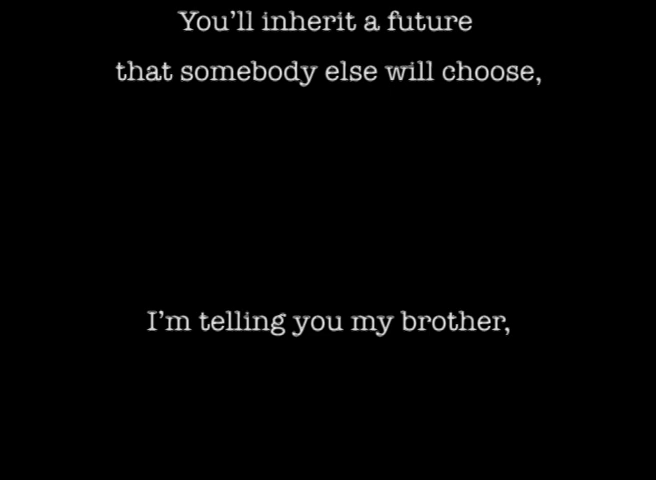 You’ll inherit a future
that somebody else will choose,
I’m telling you my brother,